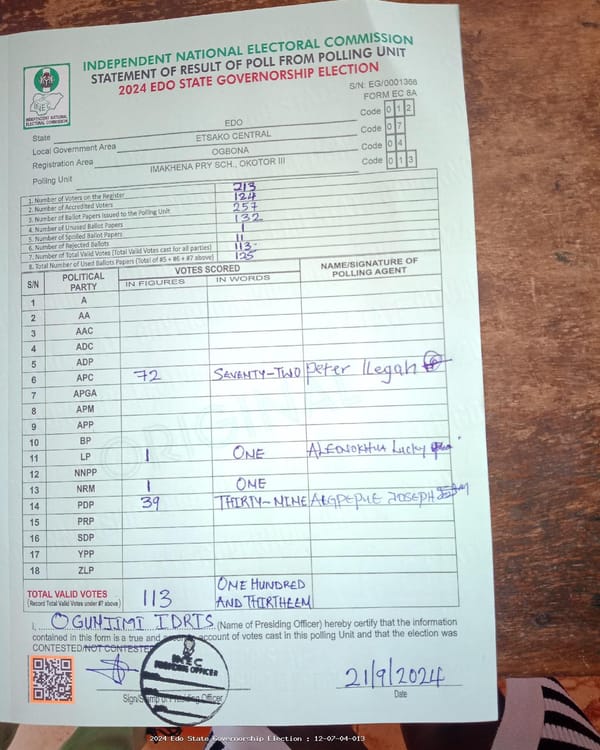 INDEPENDENT NATIONAL ELECTORAL COMMISSION
STATEMENT OF RESULT OF POLL FROM POLLING UNIT
2024 EDO STATE GOVERNORSHIP ELECTION
INDEPENDENT NATIONAL ELECTORAL COMMISSION
S/N: EG/0001368
FORM EC 8A
State EDO Code 0 1 2
Local Government Area ETSAKO CENTRAL Code 0 7
Registration Area OGBONA Code 0 4
Polling Unit IMAKHENA PRY SCH., OKOTOR III Code 0 1 3
1. Number of Voters on the Register 213
2. Number of Accredited Voters 124
3. Number of Ballot Papers Issued to the Polling Unit 257
4. Number of Unused Ballot Papers 132
5. Number of Spoiled Ballot Papers 1
6. Number of Rejected Ballots 11
7. Number of Total Valid Votes (Total Valid Votes cast for all parties) 113
8. Total Number of Used Ballots Papers (Total of #5 + #6 + #7 above) 125
S/N POLITICAL PARTY VOTES SCORED NAME/SIGNATURE OF POLLING AGENT
IN FIGURES IN WORDS
1 A
2 AA
3 AAC
4 ADC
5 ADP
6 APC 72 SEVENTY-TWO Peter Ilegah
7 APGA
8 APM
9 APP
10 BP
11 LP 1 ONE Lucky
12 NNPP
13 NRM 1 ONE
14 PDP 39 THIRTY-NINE JOSEPH
15 PRP
16 SDP
17 YPP
18 ZLP
TOTAL VALID VOTES 113 ONE HUNDRED
(Record Total Valid Votes under #7 above) AND THIRTHEEM
I, OGUNJIMI IDRIS (Name of Presiding Officer) hereby certify that the information
contained in this form is a true and account of votes cast in this polling Unit and that the election was
CONTESTED/NOT CONTESTED
INEC
PRESIDING OFFICER
21/9/2024
Sign/Stamp of Presiding Officer Date
2024 Edo State Governorship Election : 12-07-04-013